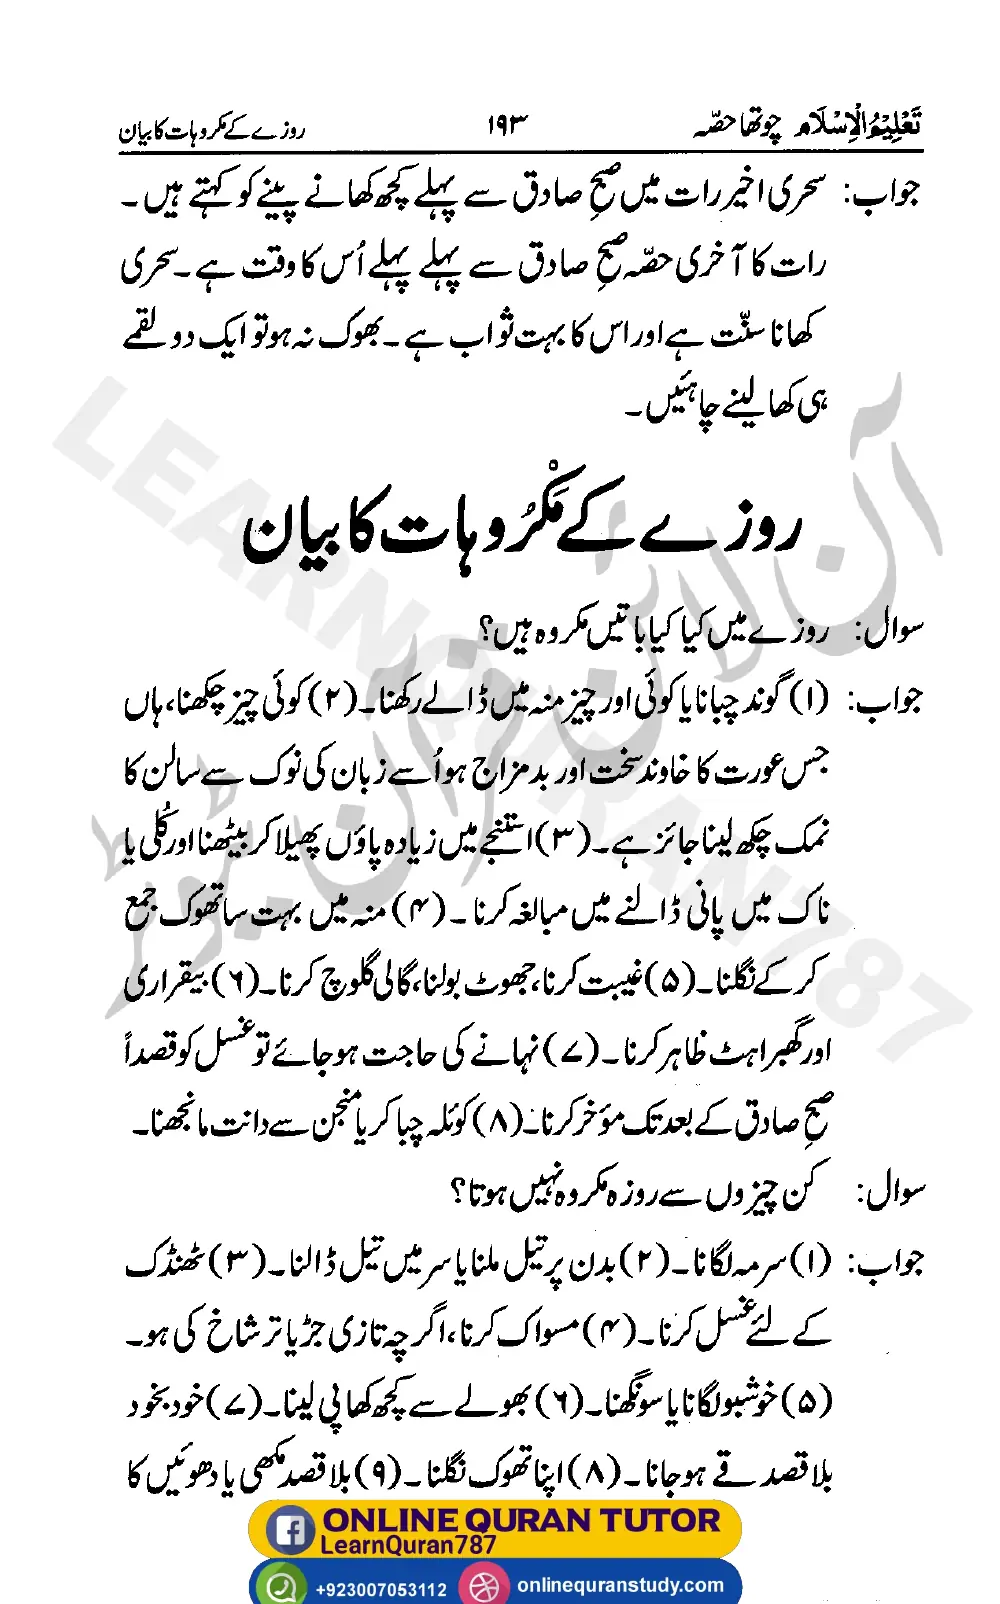 تَعْلِیْمُ الْاِسْلَام چوتھا حصّہ ۱۹۳ روزے کے مکروہات کا بیان
جواب: سحری اخیر رات میں صبحِ صادق سے پہلے کچھ کھانے پینے کو کہتے ہیں۔
رات کا آخری حصّہ صبحِ صادق سے پہلے پہلے اُس کا وقت ہے۔ سحری
کھانا سنّت ہے اور اس کا بہت ثواب ہے۔ بھوک نہ ہو تو ایک دو لقمے
ہی کھا لینے چاہئیں۔
روزے کے مَکْرُوہات کا بیان
سوال: روزے میں کیا کیا باتیں مکروہ ہیں؟
جواب: (۱) گوند چبانا یا کوئی اور چیز منہ میں ڈالے رکھنا۔ (۲) کوئی چیز چکھنا، ہاں
جس عورت کا خاوند سخت اور بدمزاج ہو اُسے زبان کی نوک سے سالن کا
نمک چکھ لینا جائز ہے۔ (۳) استنجے میں زیادہ پاؤں پھیلا کر بیٹھنا اور کُلی یا
ناک میں پانی ڈالنے میں مبالغہ کرنا۔ (۴) منہ میں بہت سا تھوک جمع
کر کے نگلنا۔ (۵) غیبت کرنا، جھوٹ بولنا، گالی گلوچ کرنا۔ (۶) بیقراری
اور گھبراہٹ ظاہر کرنا۔ (۷) نہانے کی حاجت ہو جائے تو غسل کو قصداً
صبحِ صادق کے بعد تک مؤخر کرنا۔ (۸) کوئلہ چبا کر یا منجن سے دانت مانجھنا۔
سوال: کن چیزوں سے روزہ مکروہ نہیں ہوتا؟
جواب: (۱) سرمہ لگانا۔ (۲) بدن پر تیل ملنا یا سر میں تیل ڈالنا۔ (۳) ٹھنڈک
کے لئے غسل کرنا۔ (۴) مسواک کرنا، اگرچہ تازی جڑ یا تر شاخ کی ہو۔
(۵) خوشبو لگانا یا سونگھنا۔ (۶) بھولے سے کچھ کھا پی لینا۔ (۷) خود بخود
بلا قصد قے ہو جانا۔ (۸) اپنا تھوک نگلنا۔ (۹) بلا قصد مکھی یا دھوئیں کا
آن لائن قرآن ٹیوٹر
LEARNQURAN787
ONLINE QURAN TUTOR
LearnQuran787
+923007053112 onlinequranstudy.com